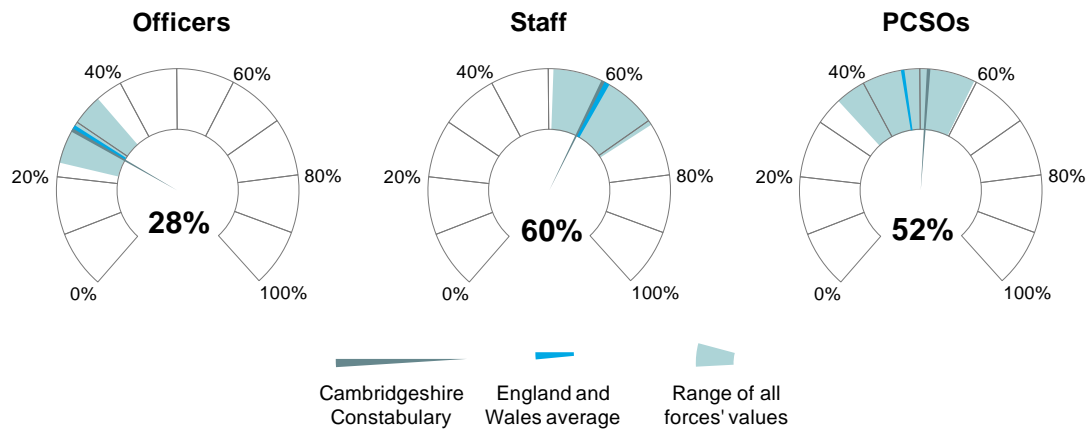 Officers
Staff
PCSOs
40%
60%
20%
80%
28%
0%
100%
40%
60%
20%
80%
60%
0%
100%
40%
60%
20%
80%
52%
0%
100%
Cambridgeshire
Constabulary
England and
Wales average
Range of all
forces' values